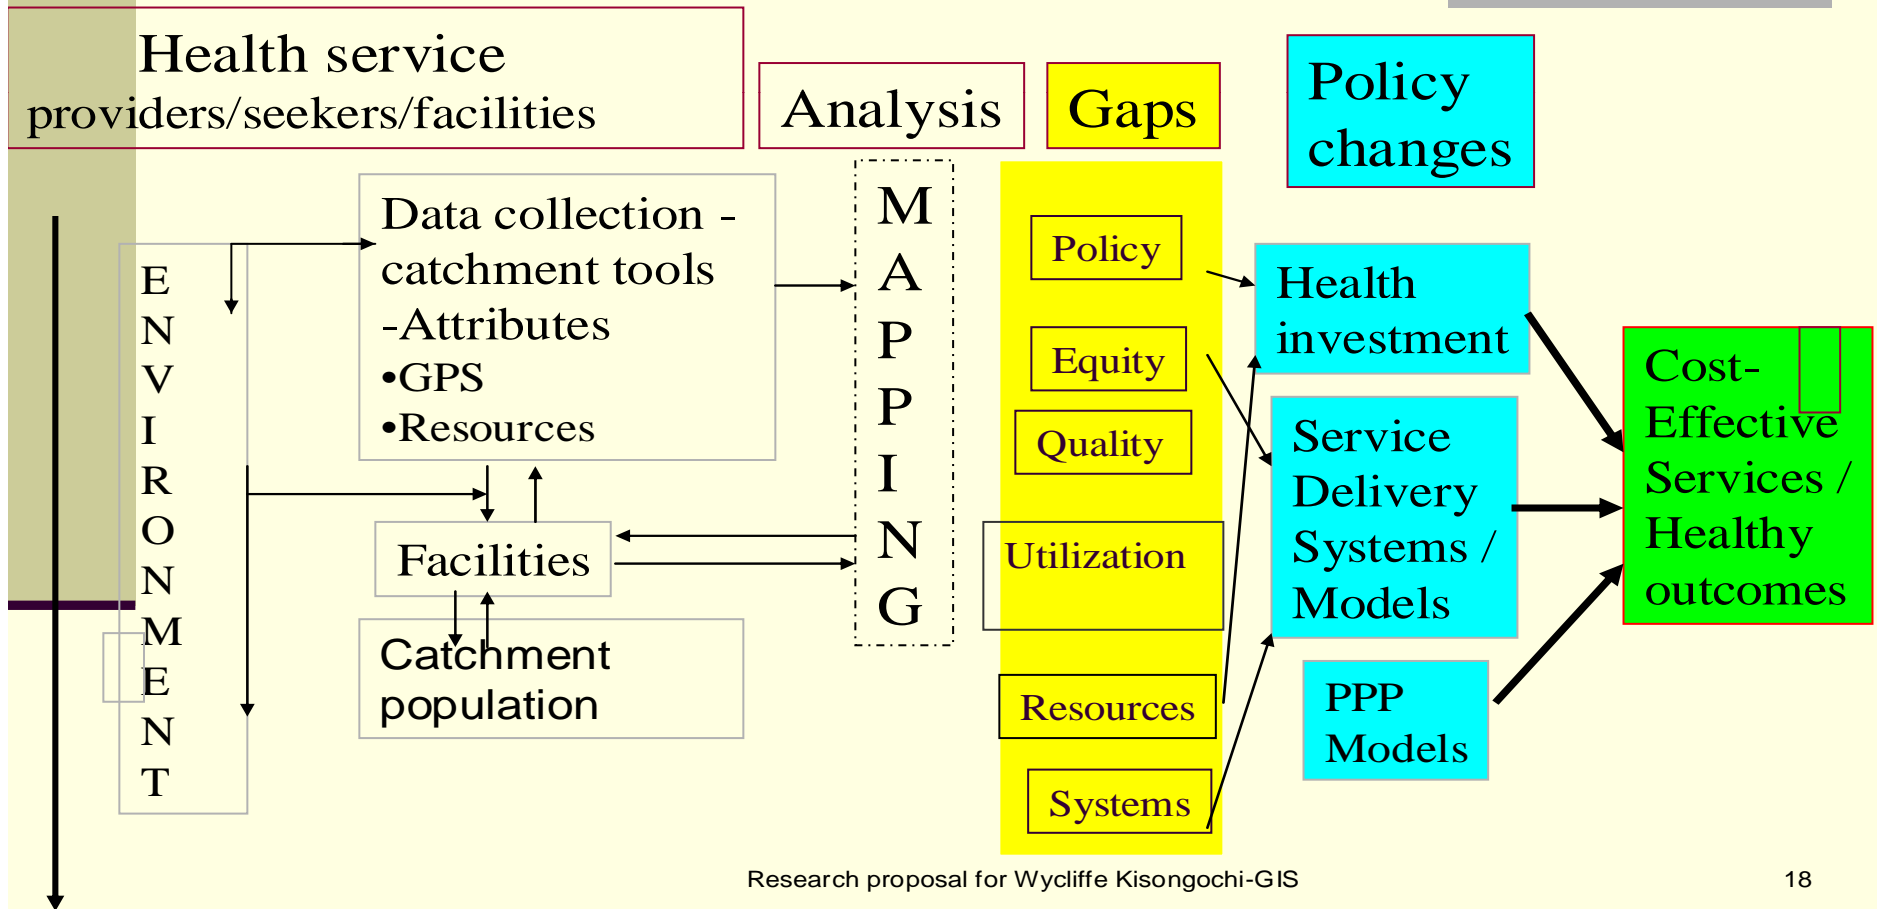 Health service
providers/seekers/facilities
Analysis
Gaps
Policy
changes
ENVIRONMENT
Data collection -
catchment tools
-Attributes
•GPS
•Resources
Facilities
Catchment
population
MAPPING
Policy
Equity
Quality
Utilization
Resources
Systems
Health
investment
Service
Delivery
Systems /
Models
PPP
Models
Cost-
Effective
Services /
Healthy
outcomes
Research proposal for Wycliffe Kisongochi-GIS
18